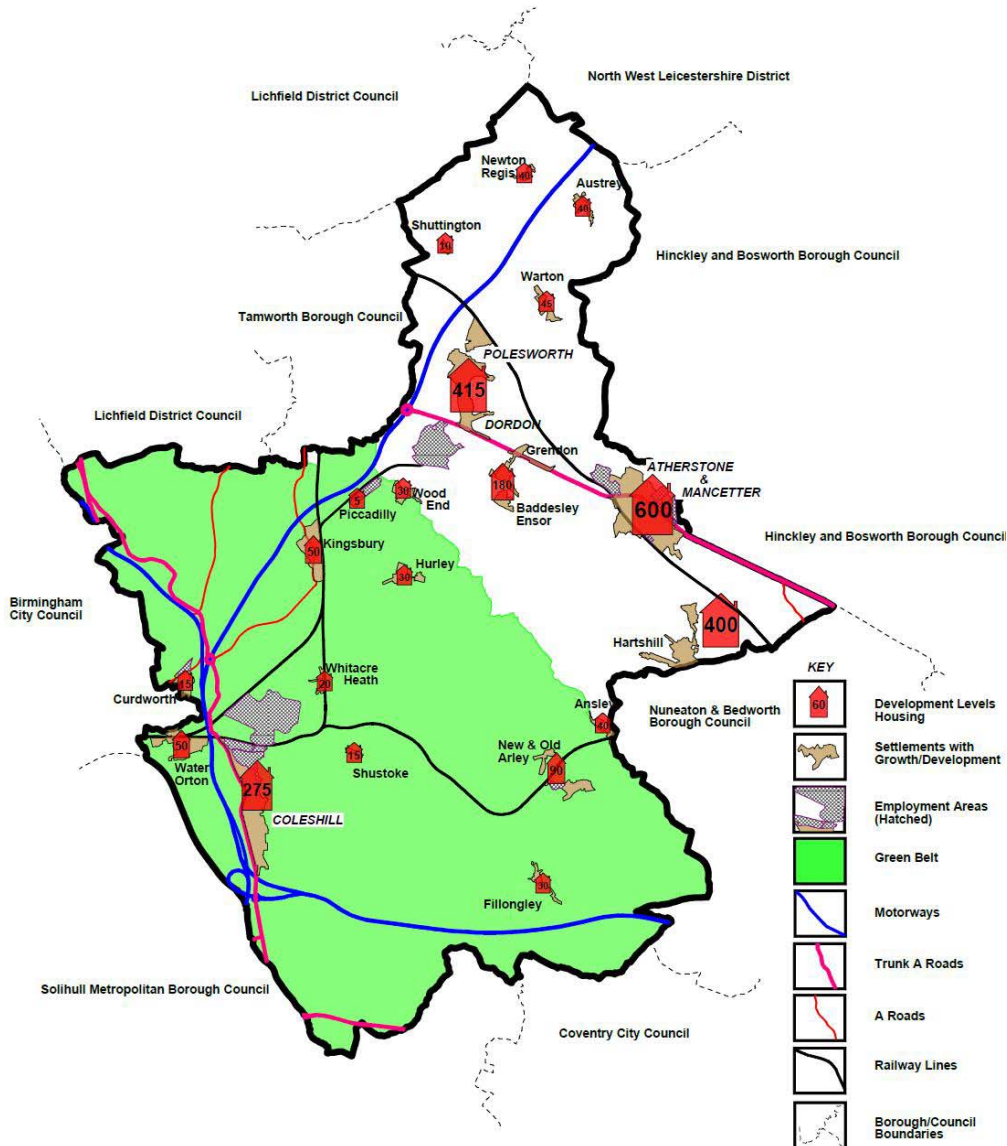 North West Leicestershire District
Lichfield District Council
Newton
Regis
40
Austrey
40
Shuttington
10
Hinckley and Bosworth Borough Council
Warton
45
Tamworth Borough Council
POLESWORTH
415
Lichfield District Council
DORDON
Grendon
ATHERSTONE
&
MANCETTER
600
180
Baddesley
Ensor
30
Wood
End
5
Piccadilly
Kingsbury
50
Hinckley and Bosworth Borough Council
Hurley
30
Birmingham
City Council
400
Hartshill
Whitacre
Heath
20
15
Curdworth
Ansley
40
Nuneaton & Bedworth
Borough Council
50
Water
Orton
15
Shustoke
New & Old
Arley
90
275
COLESHILL
30
Fillongley
Solihull Metropolitan Borough Council
Coventry City Council
KEY
60
Development Levels
Housing
Settlements with
Growth/Development
Employment Areas
(Hatched)
Green Belt
Motorways
Trunk A Roads
A Roads
Railway Lines
Borough/Council
Boundaries